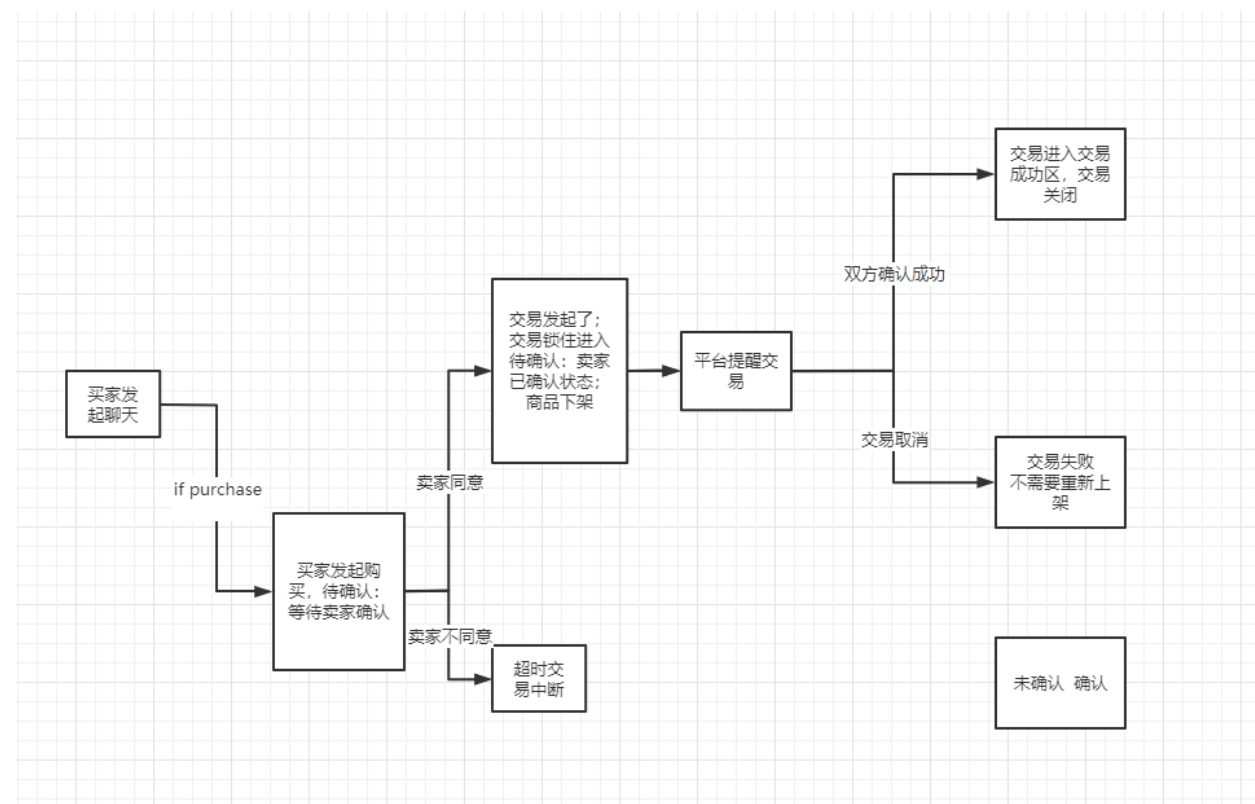 买家发
起聊天
if purchase
买家发起购
买，待确认：
等待卖家确认
卖家同意
卖家不同意
交易发起了；
交易锁住进入
待确认：卖家
已确认状态；
商品下架
超时交
易中断
平台提醒交
易
双方确认成功
交易取消
交易进入交易
成功区，交易
关闭
交易失败
不需要重新上
架
未确认 确认